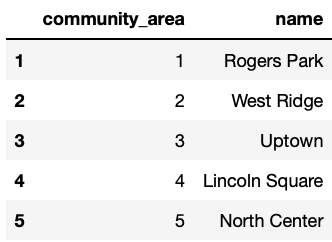 community_area name
1 1 Rogers Park
2 2 West Ridge
3 3 Uptown
4 4 Lincoln Square
5 5 North Center